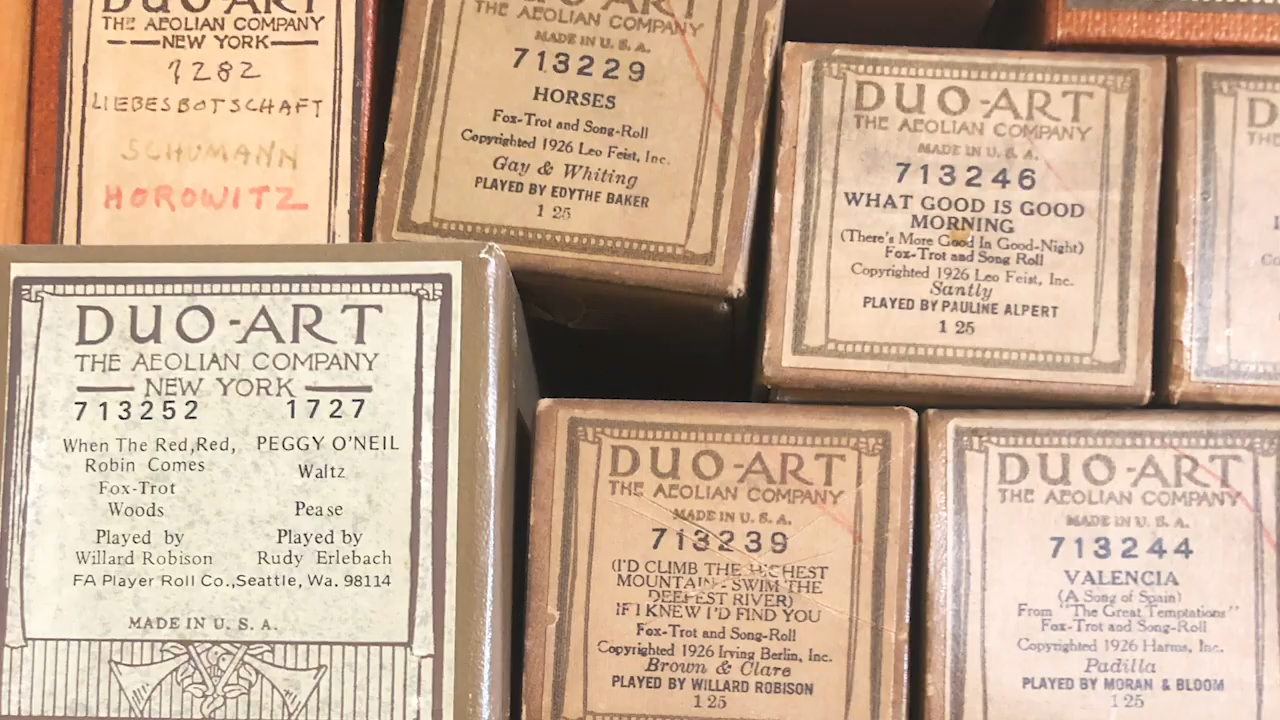 DUO-ART
THE AEOLIAN COMPANY
NEW YORK
7282
LIEBESBOTSCHAFT
SCHUMANN
HOROWITZ
DUO-ART
THE AEOLIAN COMPANY
MADE IN U. S. A.
713229
HORSES
Fox-Trot and Song-Roll
Copyrighted 1926 Leo Feist, Inc.
Gay & Whiting
PLAYED BY EDYTHE BAKER
1 25
DUO-ART
THE AEOLIAN COMPANY
MADE IN U. S. A.
713246
WHAT GOOD IS GOOD
MORNING
(There's More Good In Good-Night)
Fox-Trot and Song Roll
Copyrighted 1926 Leo Feist, Inc.
Santly
PLAYED BY PAULINE ALPERT
1 25
DUO-ART
THE AEOLIAN COMPANY
NEW YORK
713252 1727
When The Red,Red, PEGGY O'NEIL
Robin Comes Waltz
Fox-Trot
Woods Pease
Played by Played by
Willard Robison Rudy Erlebach
FA Player Roll Co.,Seattle, Wa. 98114
MADE IN U. S. A.
DUO-ART
THE AEOLIAN COMPANY
MADE IN U. S. A.
713239
(I'D CLIMB THE HIGHEST
MOUNTAIN-SWIM THE
DEEPEST RIVER)
IF I KNEW I'D FIND YOU
Fox-Trot and Song-Roll
Copyrighted 1926 Irving Berlin, Inc.
Brown & Clare
PLAYED BY WILLARD ROBISON
1 25
DUO-ART
THE AEOLIAN COMPANY
MADE IN U. S. A.
713244
VALENCIA
(A Song of Spain)
From "The Great Temptations"
Fox-Trot and Song-Roll
Copyrighted 1926 Harms, Inc.
Padilla
PLAYED BY MORAN & BLOOM
1 25